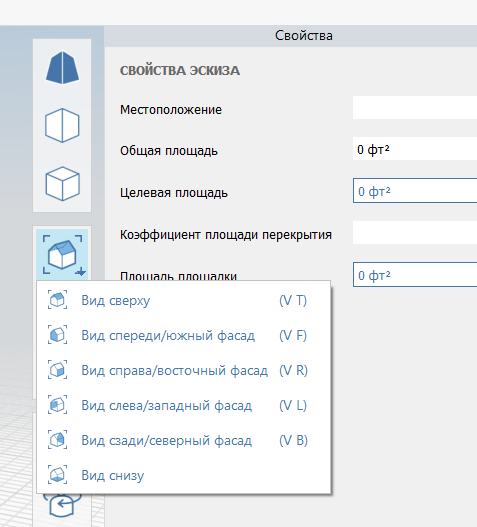 Свойства
СВОЙСТВА ЭСКИЗА
Местоположение
Общая площадь 0 фт²
Целевая площадь 0 фт²
Коэффициент площади перекрытия
Площадь площадки 0 фт²
Вид сверху (V T)
Вид спереди/южный фасад (V F)
Вид справа/восточный фасад (V R)
Вид слева/западный фасад (V L)
Вид сзади/северный фасад (V B)
Вид снизу